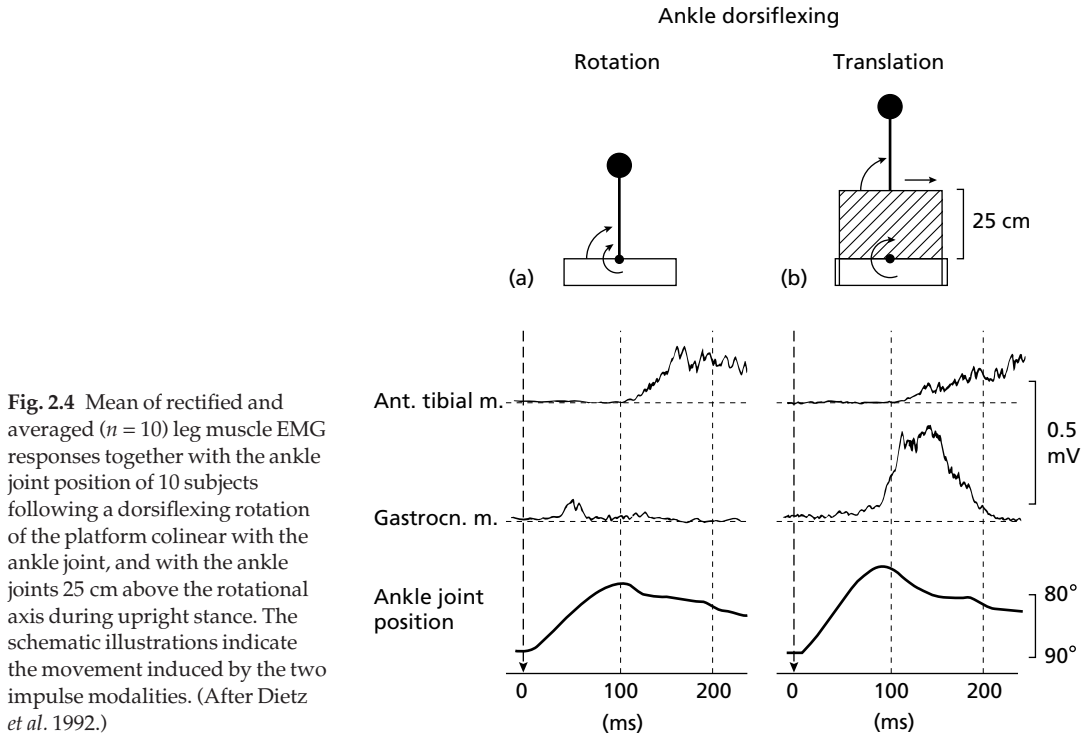 Ankle dorsiflexing
Rotation
Translation
25 cm
(a)
(b)
Fig. 2.4 Mean of rectified and
averaged (n = 10) leg muscle EMG
responses together with the ankle
joint position of 10 subjects
following a dorsiflexing rotation
of the platform colinear with the
ankle joint, and with the ankle
joints 25 cm above the rotational
axis during upright stance. The
schematic illustrations indicate
the movement induced by the two
impulse modalities. (After Dietz
et al. 1992.)
Ant. tibial m.
0.5
mV
Gastrocn. m.
Ankle joint
position
80°
90°
0 100 200
0 100 200
(ms)
(ms)